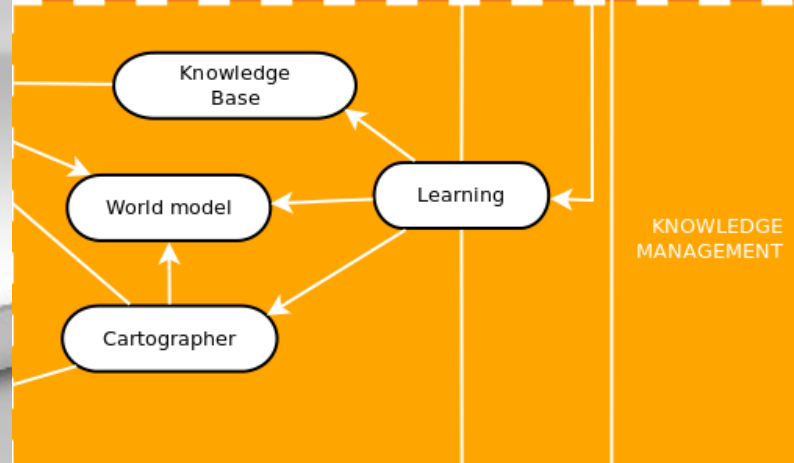 Knowledge
Base
World model
Learning
KNOWLEDGE
MANAGEMENT
Cartographer